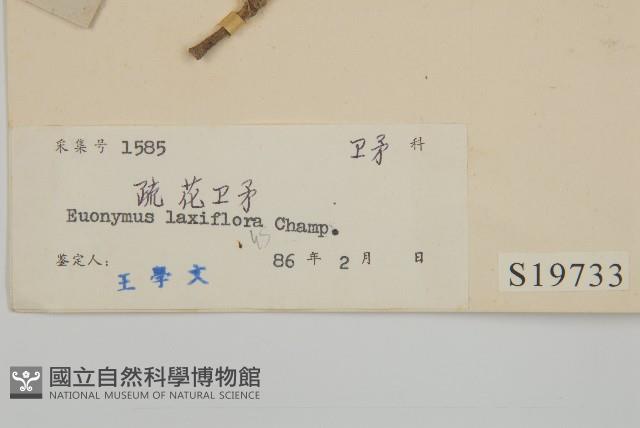 采集号 1585 卫矛 科
疏花卫矛
Euonymus laxiflora Champ.
鉴定人: 王學文 86 年 2 月 日
S19733
國立自然科學博物館
NATIONAL MUSEUM OF NATURAL SCIENCE